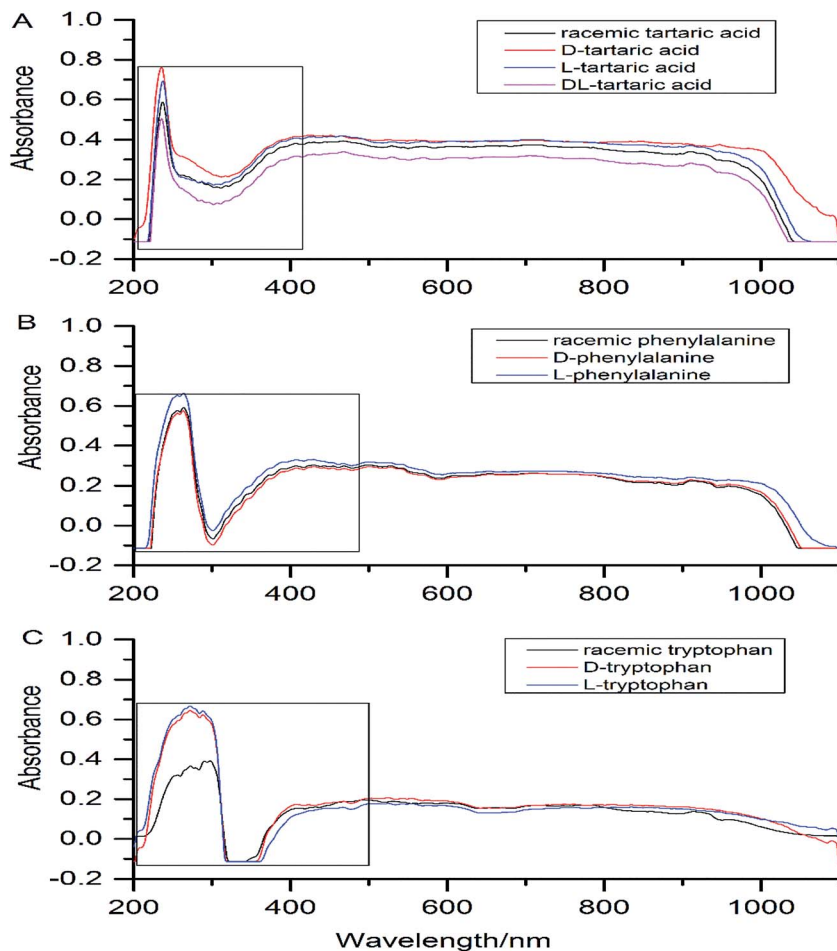 A
racemic tartaric acid
D-tartaric acid
L-tartaric acid
DL-tartaric acid
Absorbance
1.0
0.8
0.6
0.4
0.2
0.0
-0.2
200 400 600 800 1000
B
racemic phenylalanine
D-phenylalanine
L-phenylalanine
Absorbance
1.0
0.8
0.6
0.4
0.2
0.0
-0.2
200 400 600 800 1000
C
racemic tryptophan
D-tryptophan
L-tryptophan
Absorbance
1.0
0.8
0.6
0.4
0.2
0.0
-0.2
200 400 600 800 1000
Wavelength/nm